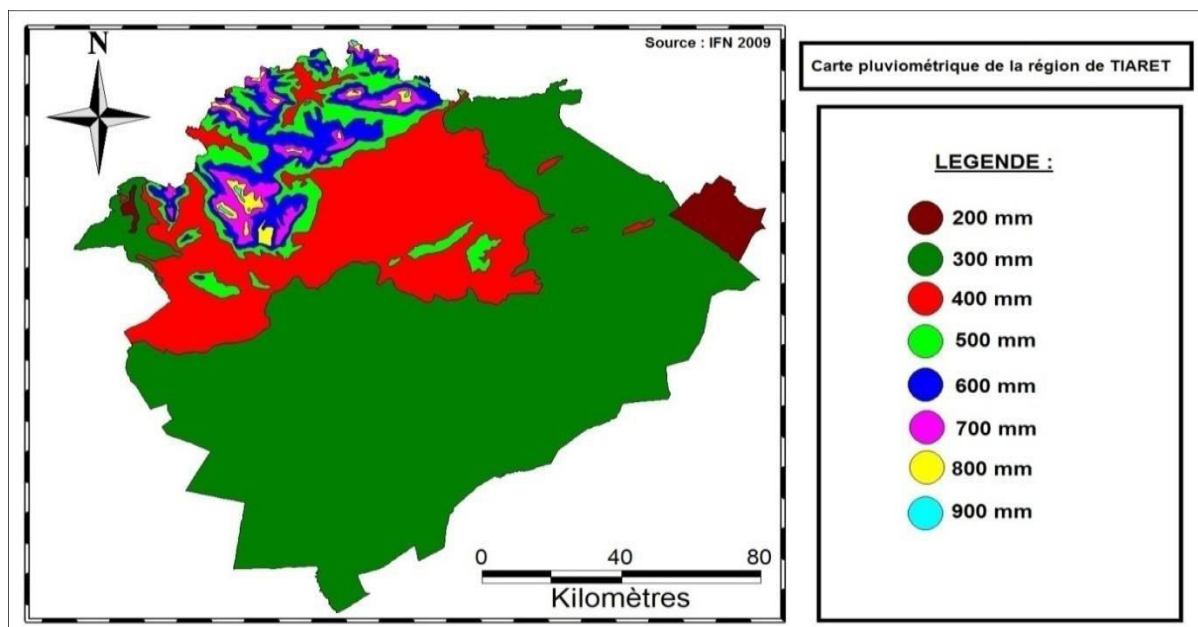 N
Source : IFN 2009
0 40 80
Kilomètres
Carte pluviométrique de la région de TIARET
LEGENDE :
200 mm
300 mm
400 mm
500 mm
600 mm
700 mm
800 mm
900 mm